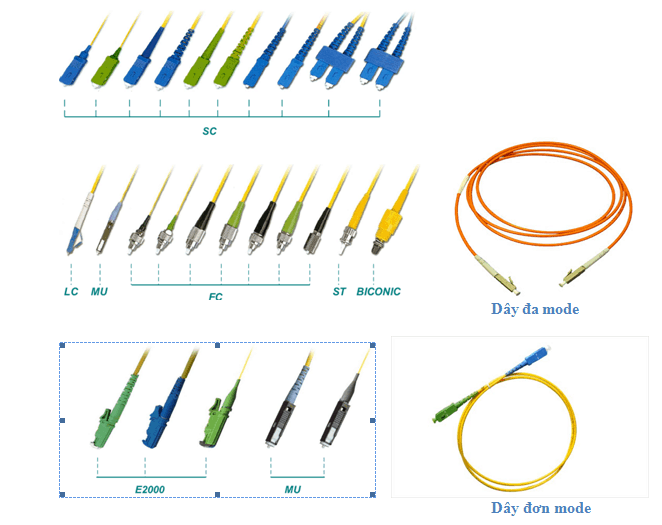 SC
LC MU FC ST BICONIC
Dây đa mode
E2000 MU
Dây đơn mode